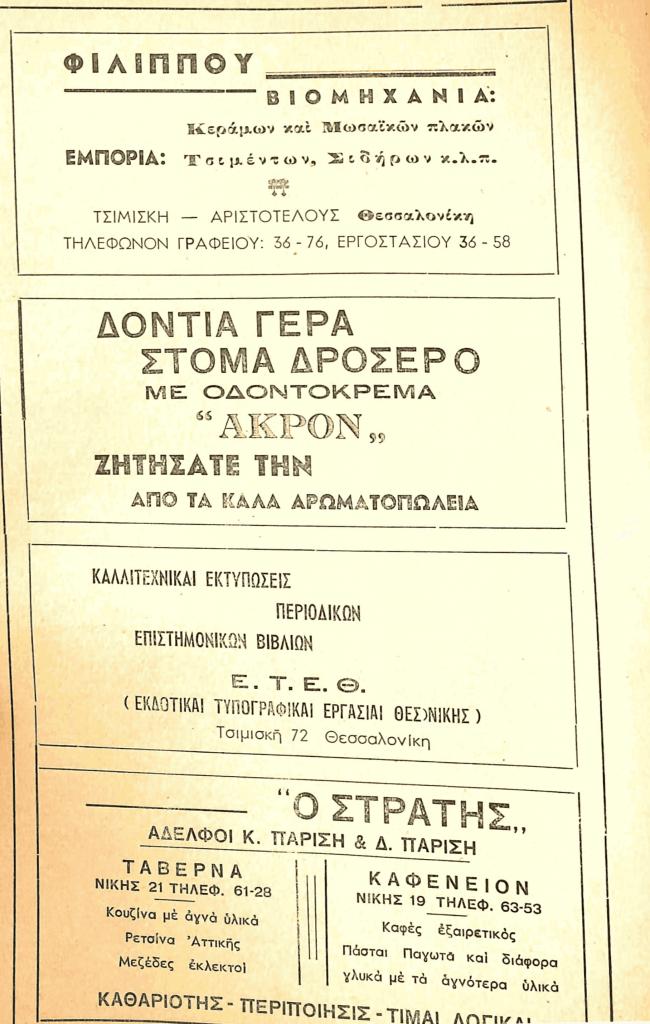 ΦΙΛΙΠΠΟΥ
ΒΙΟΜΗΧΑΝΙΑ:
Κεράμων καὶ Μωσαϊκῶν πλακῶν
ΕΜΠΟΡΙΑ: Τσιμέντων, Σιδήρων κ.λ.π.
ΤΣΙΜΙΣΚΗ — ΑΡΙΣΤΟΤΕΛΟΥΣ Θεσσαλονίκη
ΤΗΛΕΦΩΝΟΝ ΓΡΑΦΕΙΟΥ: 36 - 76, ΕΡΓΟΣΤΑΣΙΟΥ 36 - 58
ΔΟΝΤΙΑ ΓΕΡΑ
ΣΤΟΜΑ ΔΡΟΣΕΡΟ
ΜΕ ΟΔΟΝΤΟΚΡΕΜΑ
“ΑΚΡΟΝ„
ΖΗΤΗΣΑΤΕ ΤΗΝ
ΑΠΟ ΤΑ ΚΑΛΑ ΑΡΩΜΑΤΟΠΩΛΕΙΑ
ΚΑΛΛΙΤΕΧΝΙΚΑΙ ΕΚΤΥΠΩΣΕΙΣ
ΠΕΡΙΟΔΙΚΩΝ
ΕΠΙΣΤΗΜΟΝΙΚΩΝ ΒΙΒΛΙΩΝ
Ε. Τ. Ε. Θ.
( ΕΚΔΟΤΙΚΑΙ ΤΥΠΟΓΡΑΦΙΚΑΙ ΕΡΓΑΣΙΑΙ ΘΕΣ)ΝΙΚΗΣ )
Τσιμισκῆ 72 Θεσσαλονίκη
“Ο ΣΤΡΑΤΗΣ„
ΑΔΕΛΦΟΙ Κ. ΠΑΡΙΣΗ & Δ. ΠΑΡΙΣΗ
ΤΑΒΕΡΝΑ
ΝΙΚΗΣ 21 ΤΗΛΕΦ. 61-28
Κουζίνα μὲ ἁγνὰ ὑλικὰ
Ρετσίνα Ἀττικῆς
Μεζέδες ἐκλεκτοὶ
ΚΑΦΕΝΕΙΟΝ
ΝΙΚΗΣ 19 ΤΗΛΕΦ. 63-53
Καφὲς ἐξαιρετικὸς
Πάσται Παγωτὰ καὶ διάφορα
γλυκὰ μὲ τὰ ἁγνότερα ὑλικὰ
ΚΑΘΑΡΙΟΤΗΣ - ΠΕΡΙΠΟΙΗΣΙΣ - ΤΙΜΑΙ ΛΟΓΙΚΑΙ